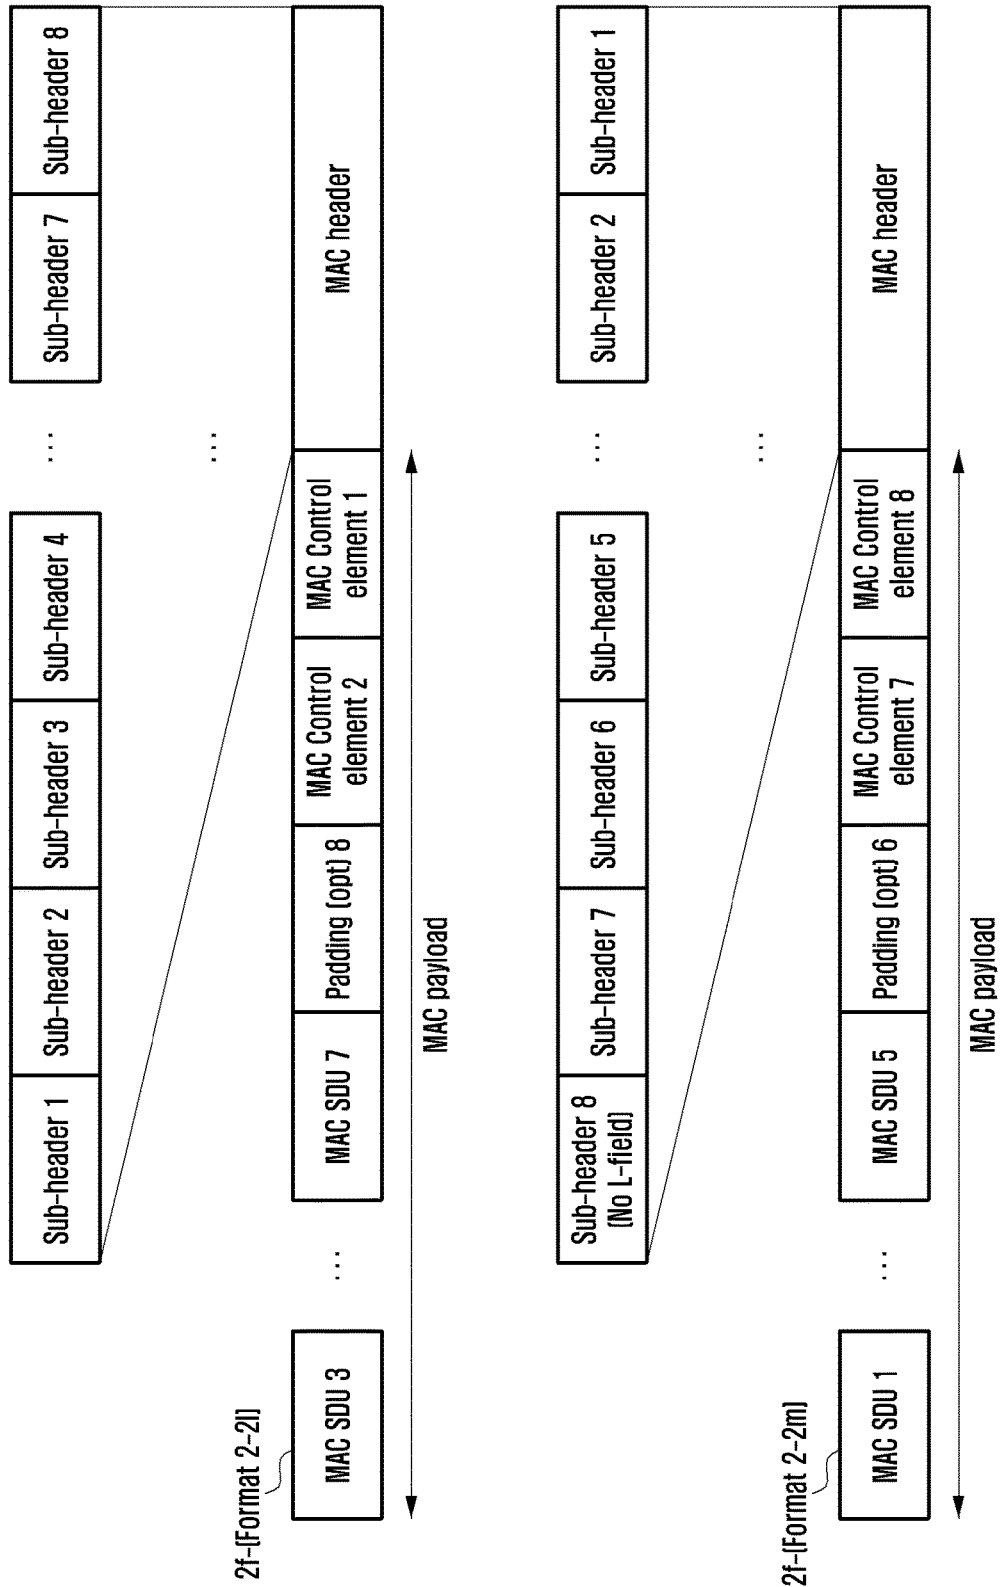 Sub-header 1
Sub-header 2
Sub-header 3
Sub-header 4
...
Sub-header 7
Sub-header 8
...
2f-(Format 2-2l)
MAC SDU 3
...
MAC SDU 7
Padding (opt) 8
MAC Control
element 2
MAC Control
element 1
MAC header
MAC payload
Sub-header 8
(No L-field)
Sub-header 7
Sub-header 6
Sub-header 5
...
Sub-header 2
Sub-header 1
...
2f-(Format 2-2m)
MAC SDU 1
...
MAC SDU 5
Padding (opt) 6
MAC Control
element 7
MAC Control
element 8
MAC header
MAC payload